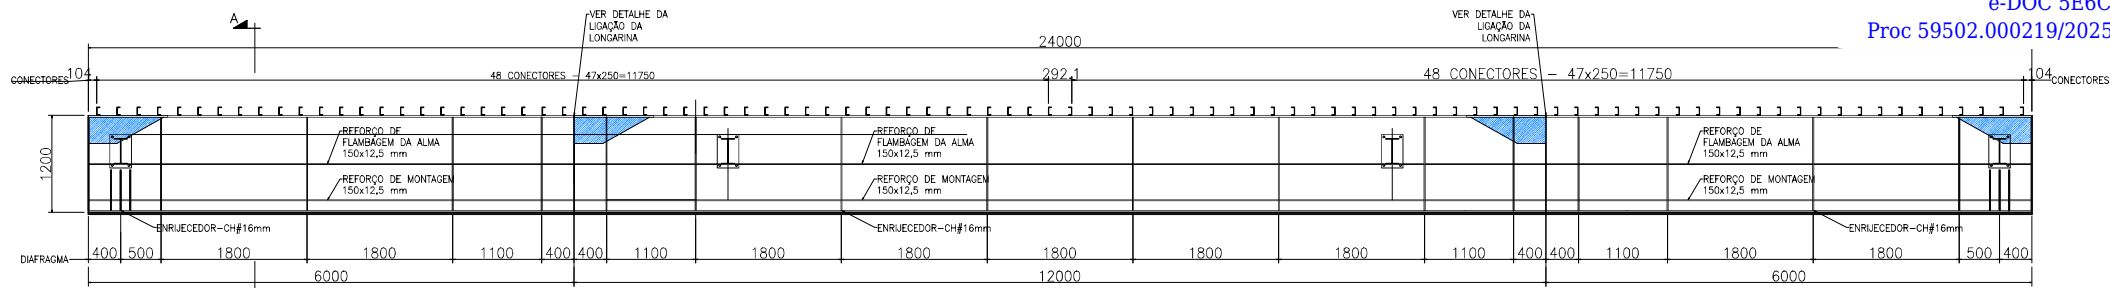 e-DOC 5E6C
Proc 59502.000219/2025
A
VER DETALHE DA
LIGAÇÃO DA
LONGARINA
VER DETALHE DA
LIGAÇÃO DA
LONGARINA
24000
CONECTORES
104
48 CONECTORES - 47x250=11750
292.1
48 CONECTORES - 47x250=11750
104
CONECTORES
1200
REFORÇO DE
FLAMBAGEM DA ALMA
150x12,5 mm
REFORÇO DE MONTAGEM
150x12,5 mm
REFORÇO DE
FLAMBAGEM DA ALMA
150x12,5 mm
REFORÇO DE MONTAGEM
150x12,5 mm
REFORÇO DE
FLAMBAGEM DA ALMA
150x12,5 mm
REFORÇO DE MONTAGEM
150x12,5 mm
ENRIJECEDOR-CH#16mm
ENRIJECEDOR-CH#16mm
ENRIJECEDOR-CH#16mm
DIAFRAGMA
400 500 1800 1800 1100 400 400 1100 1800 1800 1800 1800 1800 1100 400 400 1100 1800 1800 500 400
6000 12000 6000